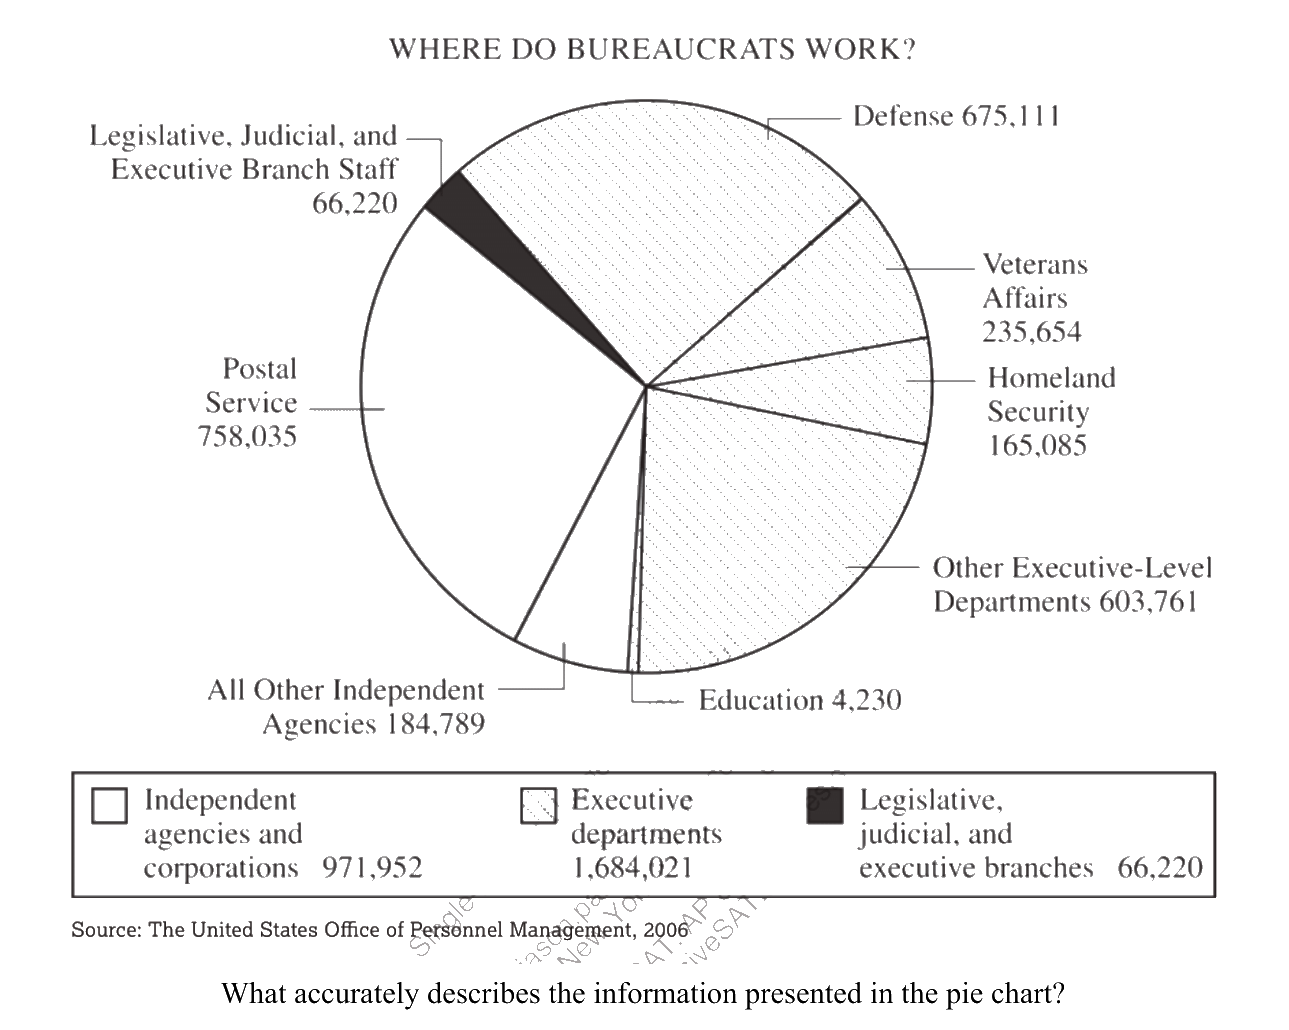 WHERE DO BUREAUCRATS WORK?
Legislative, Judicial, and
Executive Branch Staff
66,220
Defense 675,111
Veterans
Affairs
235,654
Homeland
Security
165,085
Postal
Service
758,035
Other Executive-Level
Departments 603,761
All Other Independent
Agencies 184,789
Education 4,230
Independent
agencies and
corporations 971,952
Executive
departments
1,684,021
Legislative,
judicial, and
executive branches 66,220
Source: The United States Office of Personnel Management, 2006
Single
New Yo
What accurately describes the information presented in the pie chart?